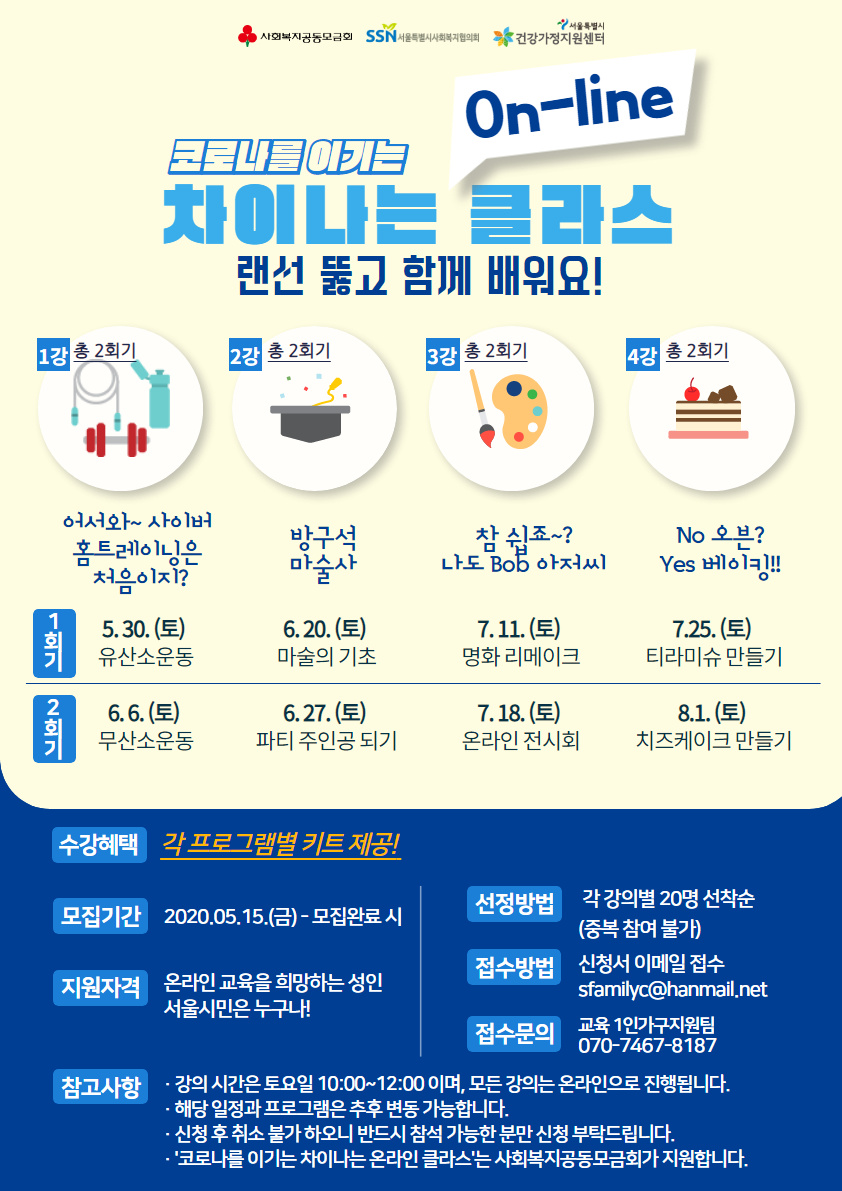 사회복지공동모금회
SSN 서울특별시사회복지협의회
서울특별시
건강가정지원센터
On-line
코로나를 이기는
차이나는 클라스
랜선 뚫고 함께 배워요!
1강 총 2회기
2강 총 2회기
3강 총 2회기
4강 총 2회기
어서와~ 사이버
홈트레이닝은
처음이지?
방구석
마술사
참 쉽죠~?
나도 Bob 아저씨
No 오븐?
Yes 베이킹!!
1회기
5. 30. (토)
유산소운동
6. 20. (토)
마술의 기초
7. 11. (토)
명화 리메이크
7.25. (토)
티라미슈 만들기
2회기
6. 6. (토)
무산소운동
6. 27. (토)
파티 주인공 되기
7. 18. (토)
온라인 전시회
8.1. (토)
치즈케이크 만들기
수강혜택 각 프로그램별 키트 제공!
모집기간 2020.05.15.(금) - 모집완료 시
지원자격 온라인 교육을 희망하는 성인
서울시민은 누구나!
선정방법 각 강의별 20명 선착순
(중복 참여 불가)
접수방법 신청서 이메일 접수
sfamilyc@hanmail.net
접수문의 교육 1인가구지원팀
070-7467-8187
참고사항 · 강의 시간은 토요일 10:00~12:00 이며, 모든 강의는 온라인으로 진행됩니다.
· 해당 일정과 프로그램은 추후 변동 가능합니다.
· 신청 후 취소 불가 하오니 반드시 참석 가능한 분만 신청 부탁드립니다.
· '코로나를 이기는 차이나는 온라인 클라스'는 사회복지공동모금회가 지원합니다.